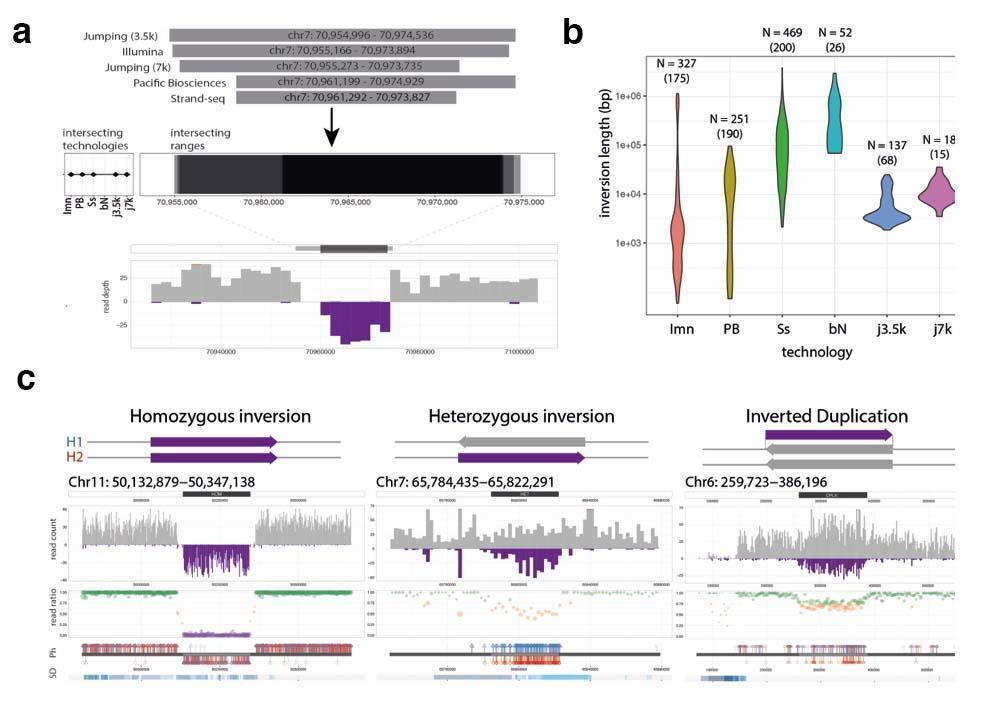 a
Jumping (3.5k)
chr7: 70,954,996 - 70,974,536
Illumina
chr7: 70,955,166 - 70,973,894
Jumping (7k)
chr7: 70,955,273 - 70,973,735
Pacific Biosciences
chr7: 70,961,199 - 70,974,929
Strand-seq
chr7: 70,961,292 - 70,973,827
intersecting
technologies
intersecting
ranges
Imn
PB
Ss
bN
j3.5k
j7k
70,955,000
70,960,000
70,965,000
70,970,000
70,975,000
read depth
25
0
-25
70940000
70960000
70980000
71000000
b
N = 327
(175)
N = 251
(190)
N = 469
(200)
N = 52
(26)
N = 137
(68)
N = 18
(15)
inversion length (bp)
1e+06
1e+05
1e+04
1e+03
Imn
PB
Ss
bN
j3.5k
j7k
technology
c
Homozygous inversion
Heterozygous inversion
Inverted Duplication
H1
H2
Chr11: 50,132,879–50,347,138
Chr7: 65,784,435–65,822,291
Chr6: 259,723–386,196
HOM
HET
read count
read ratio
Ph
SD